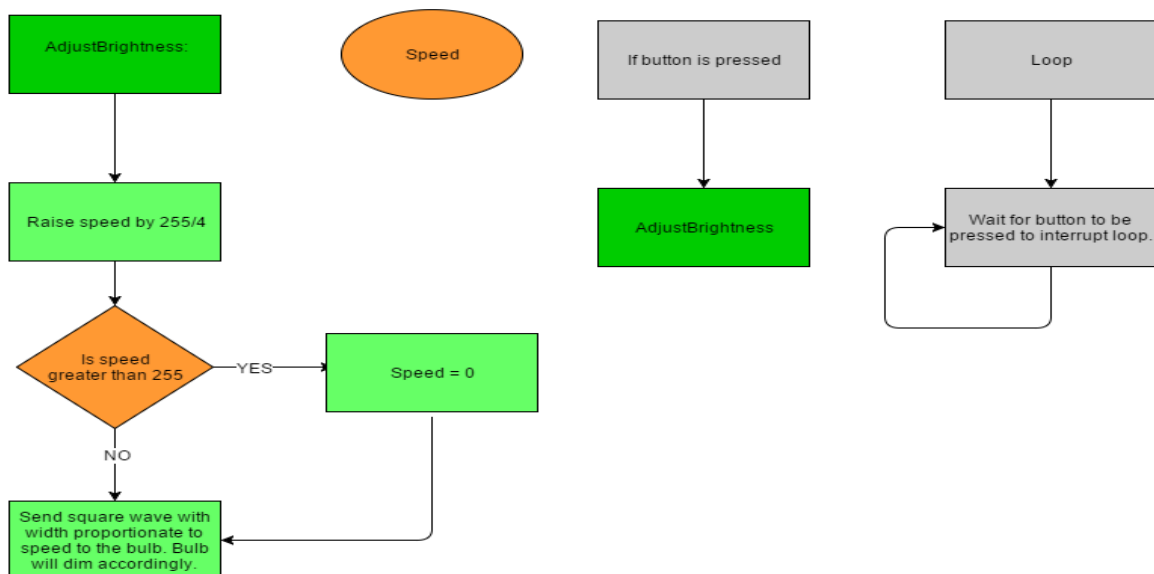 AdjustBrightness:
Speed
If button is pressed
Loop
Raise speed by 255/4
AdjustBrightness
Wait for button to be
pressed to interrupt loop.
Is speed
greater than 255
YES
Speed = 0
NO
Send square wave with
width proportionate to
speed to the bulb. Bulb
will dim accordingly.